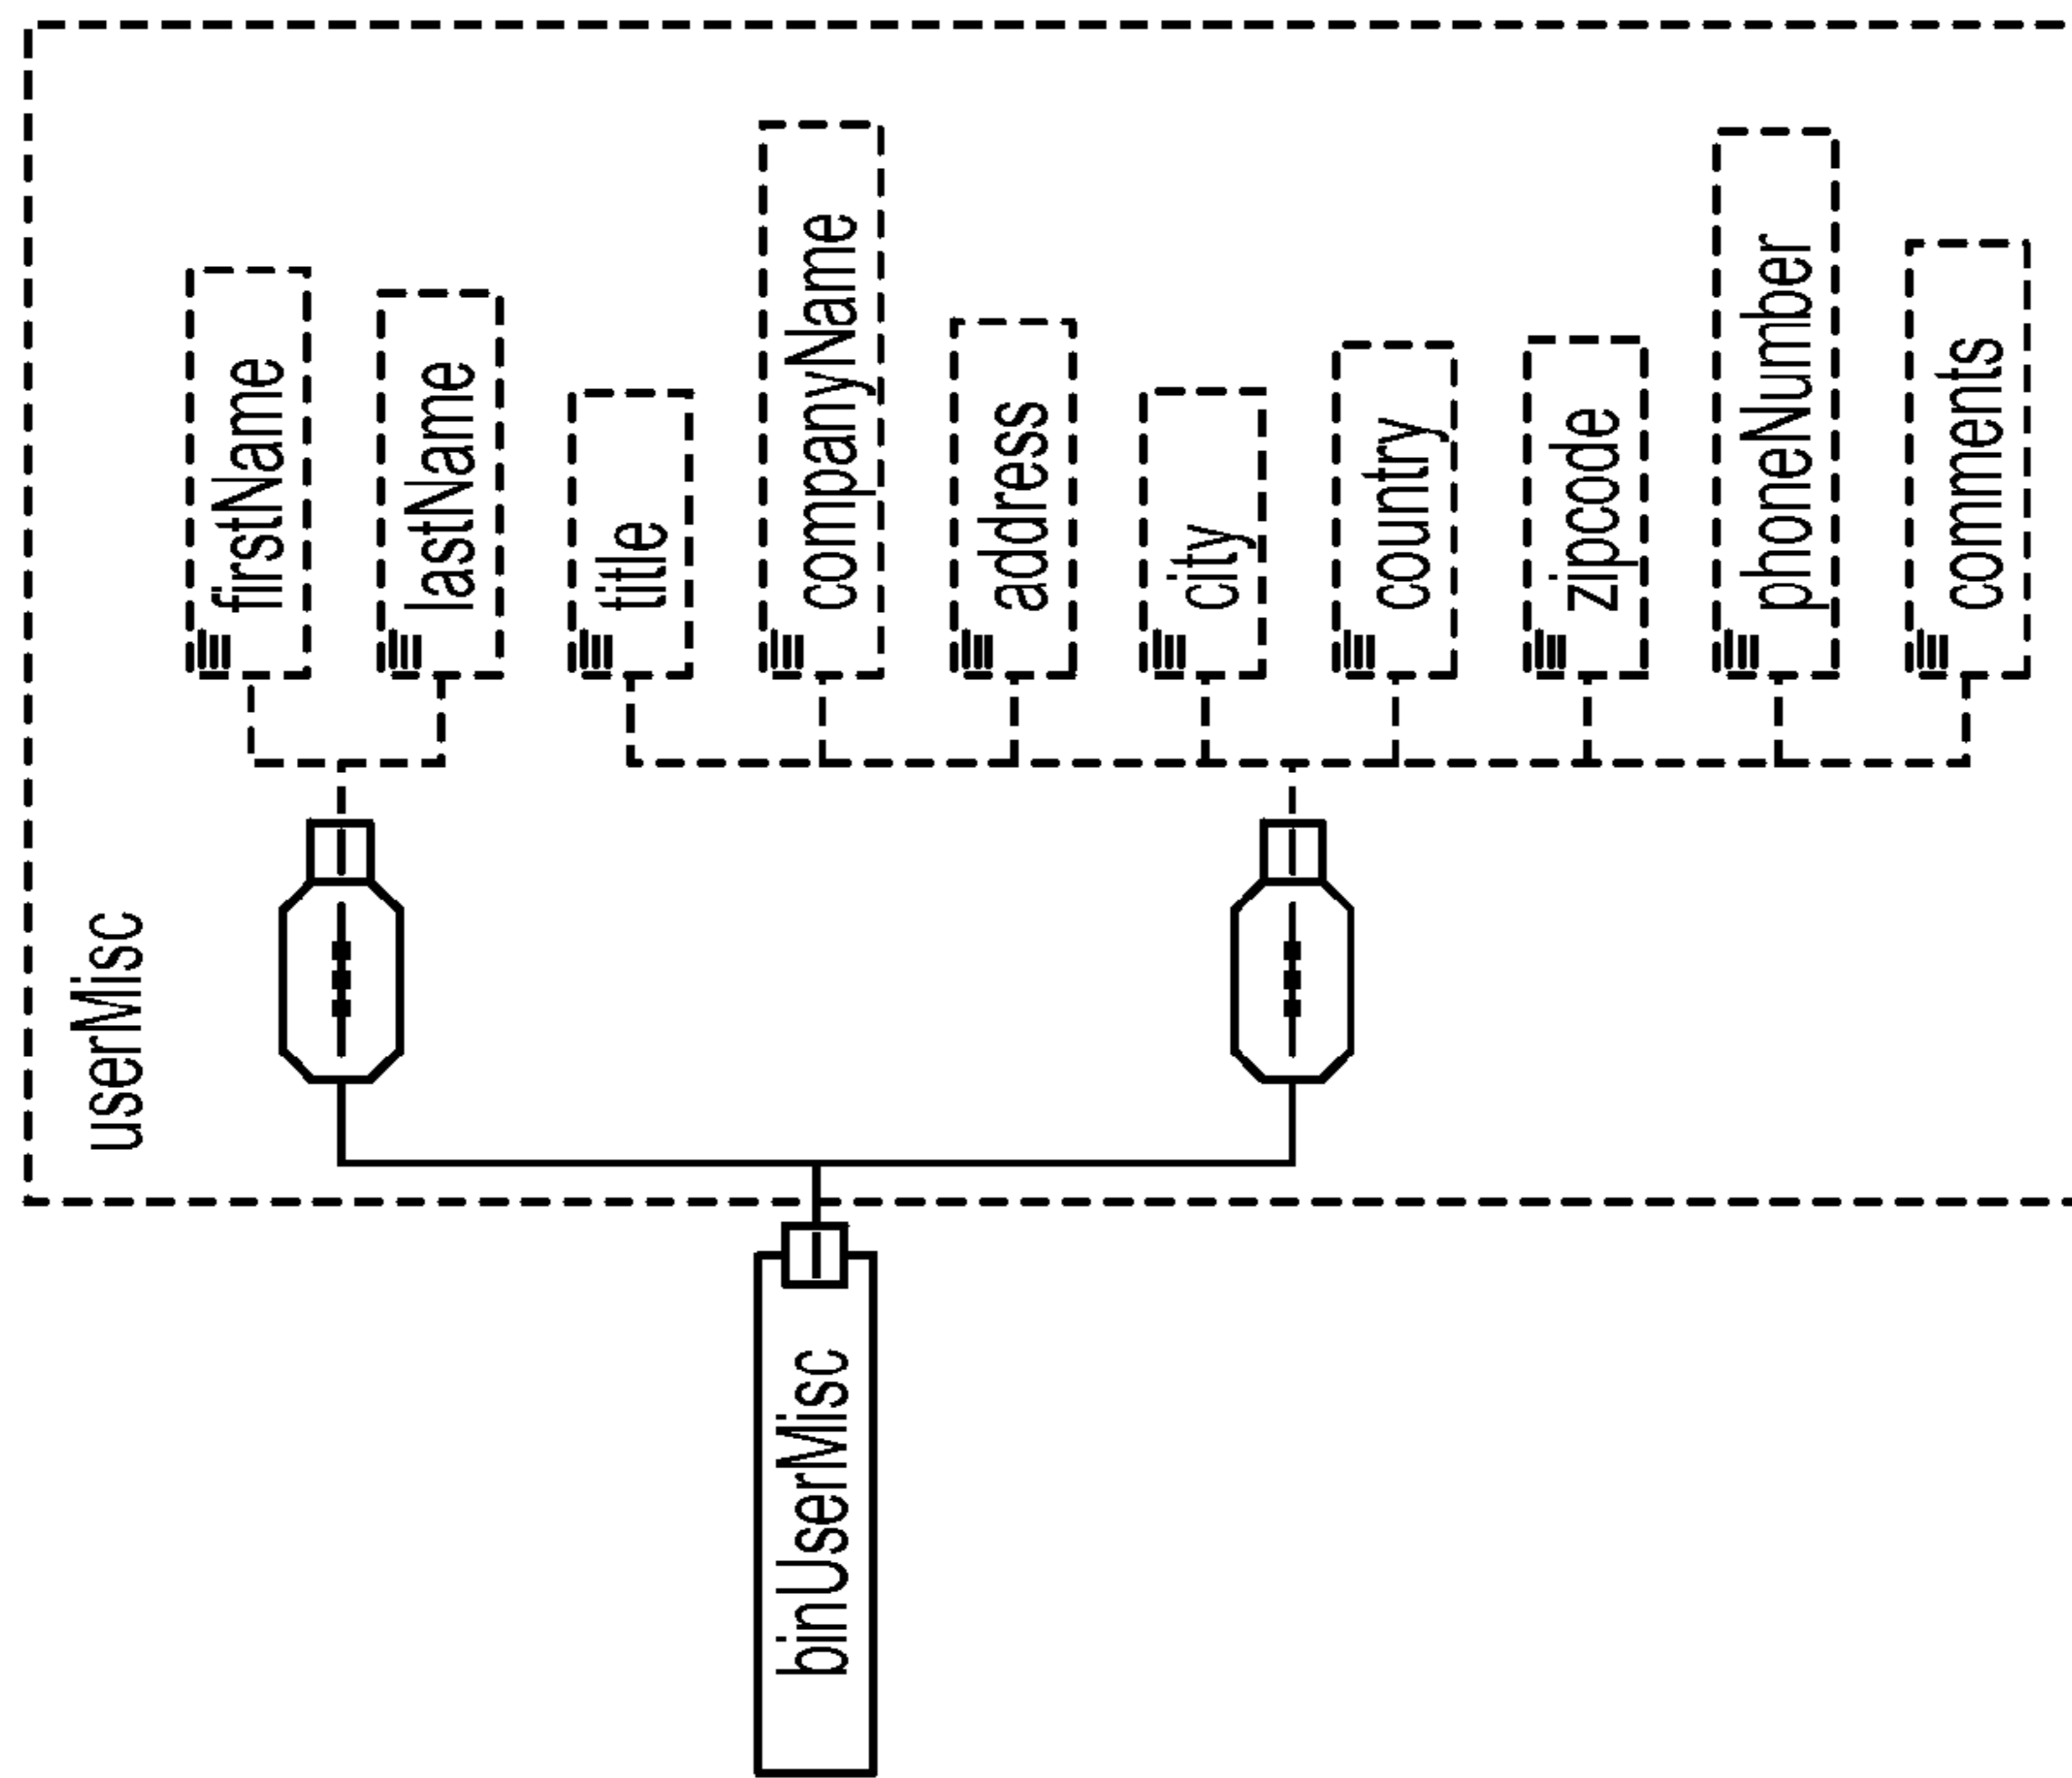 userMisc
firstName
lastName
title
companyName
address
city
country
zipcode
phoneNumber
comments
binUserMisc